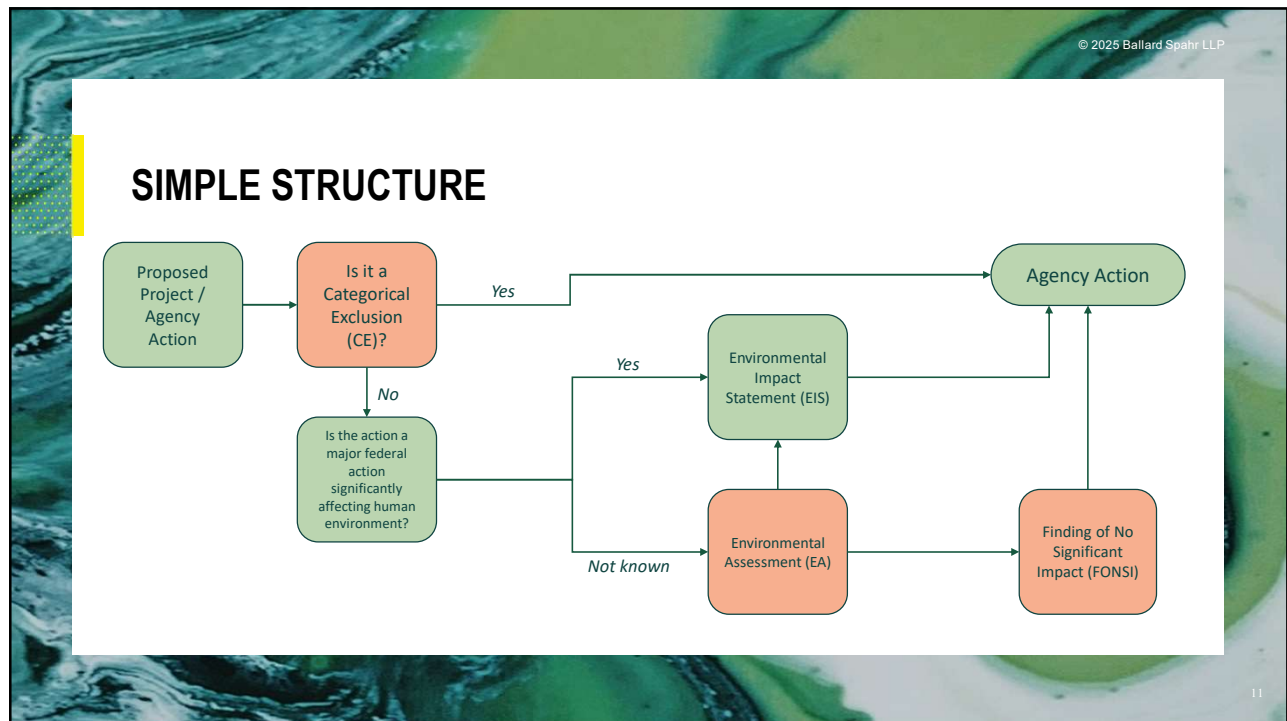 © 2025 Ballard Spahr LLP
SIMPLE STRUCTURE
Proposed
Project /
Agency
Action
Is it a
Categorical
Exclusion
(CE)?
Yes
Agency Action
No
Is the action a
major federal
action
significantly
affecting human
environment?
Yes
Environmental
Impact
Statement (EIS)
Not known
Environmental
Assessment (EA)
Finding of No
Significant
Impact (FONSI)
11